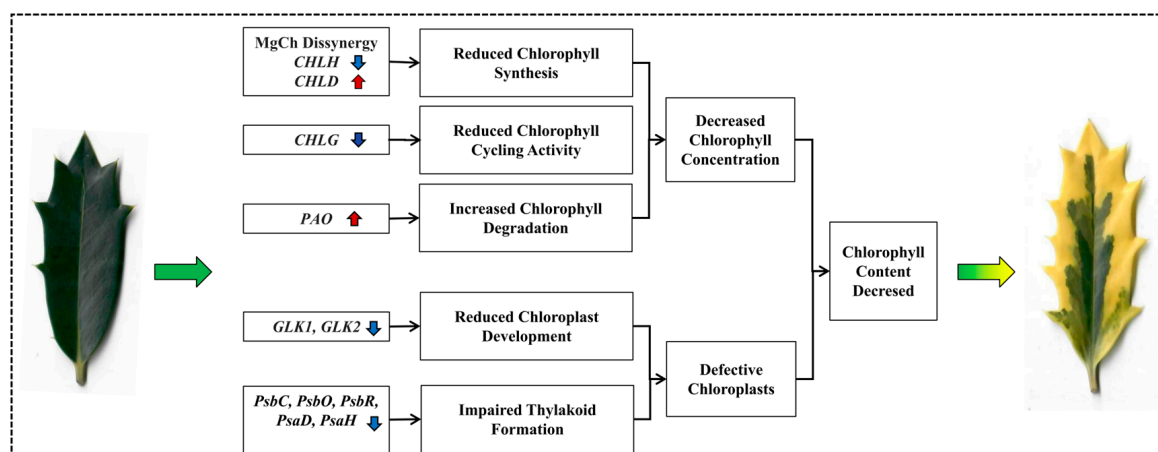 MgCh Dissynergy
CHLH
CHLD
Reduced Chlorophyll
Synthesis
CHLG
Reduced Chlorophyll
Cycling Activity
Decreased
Chlorophyll
Concentration
PAO
Increased Chlorophyll
Degradation
Chlorophyll
Content
Decresed
GLK1, GLK2
Reduced Chloroplast
Development
Defective
Chloroplasts
PsbC, PsbO, PsbR,
PsaD, PsaH
Impaired Thylakoid
Formation